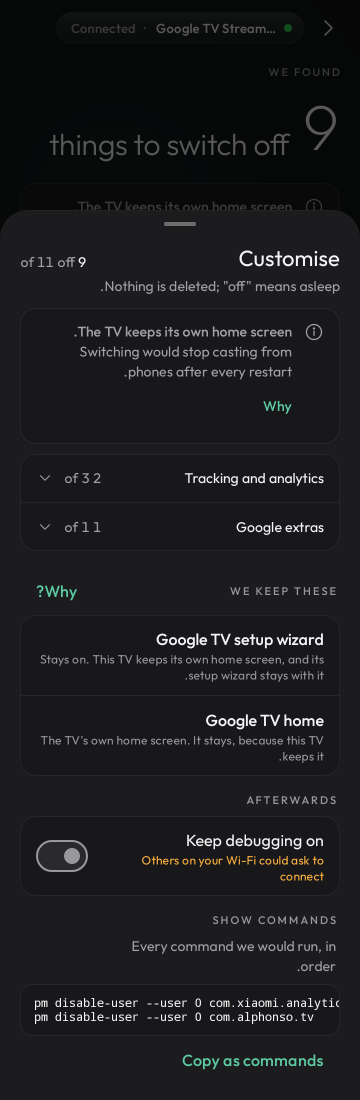 Connected · Google TV Stream…
WE FOUND
9 things to switch off
The TV keeps its own home screen
Customise
9 of 11 off
Nothing is deleted; "off" means asleep.
The TV keeps its own home screen.
Switching would stop casting from
phones after every restart.
Why
Tracking and analytics
2 of 3
Google extras
1 of 1
WE KEEP THESE
Why?
Google TV setup wizard
Stays on. This TV keeps its own home screen, and its
setup wizard stays with it.
Google TV home
The TV's own home screen. It stays, because this TV
keeps it.
AFTERWARDS
Keep debugging on
Others on your Wi-Fi could ask to
connect
SHOW COMMANDS
Every command we would run, in
order.
pm disable-user --user 0 com.xiaomi.analytic
pm disable-user --user 0 com.alphonso.tv
Copy as commands